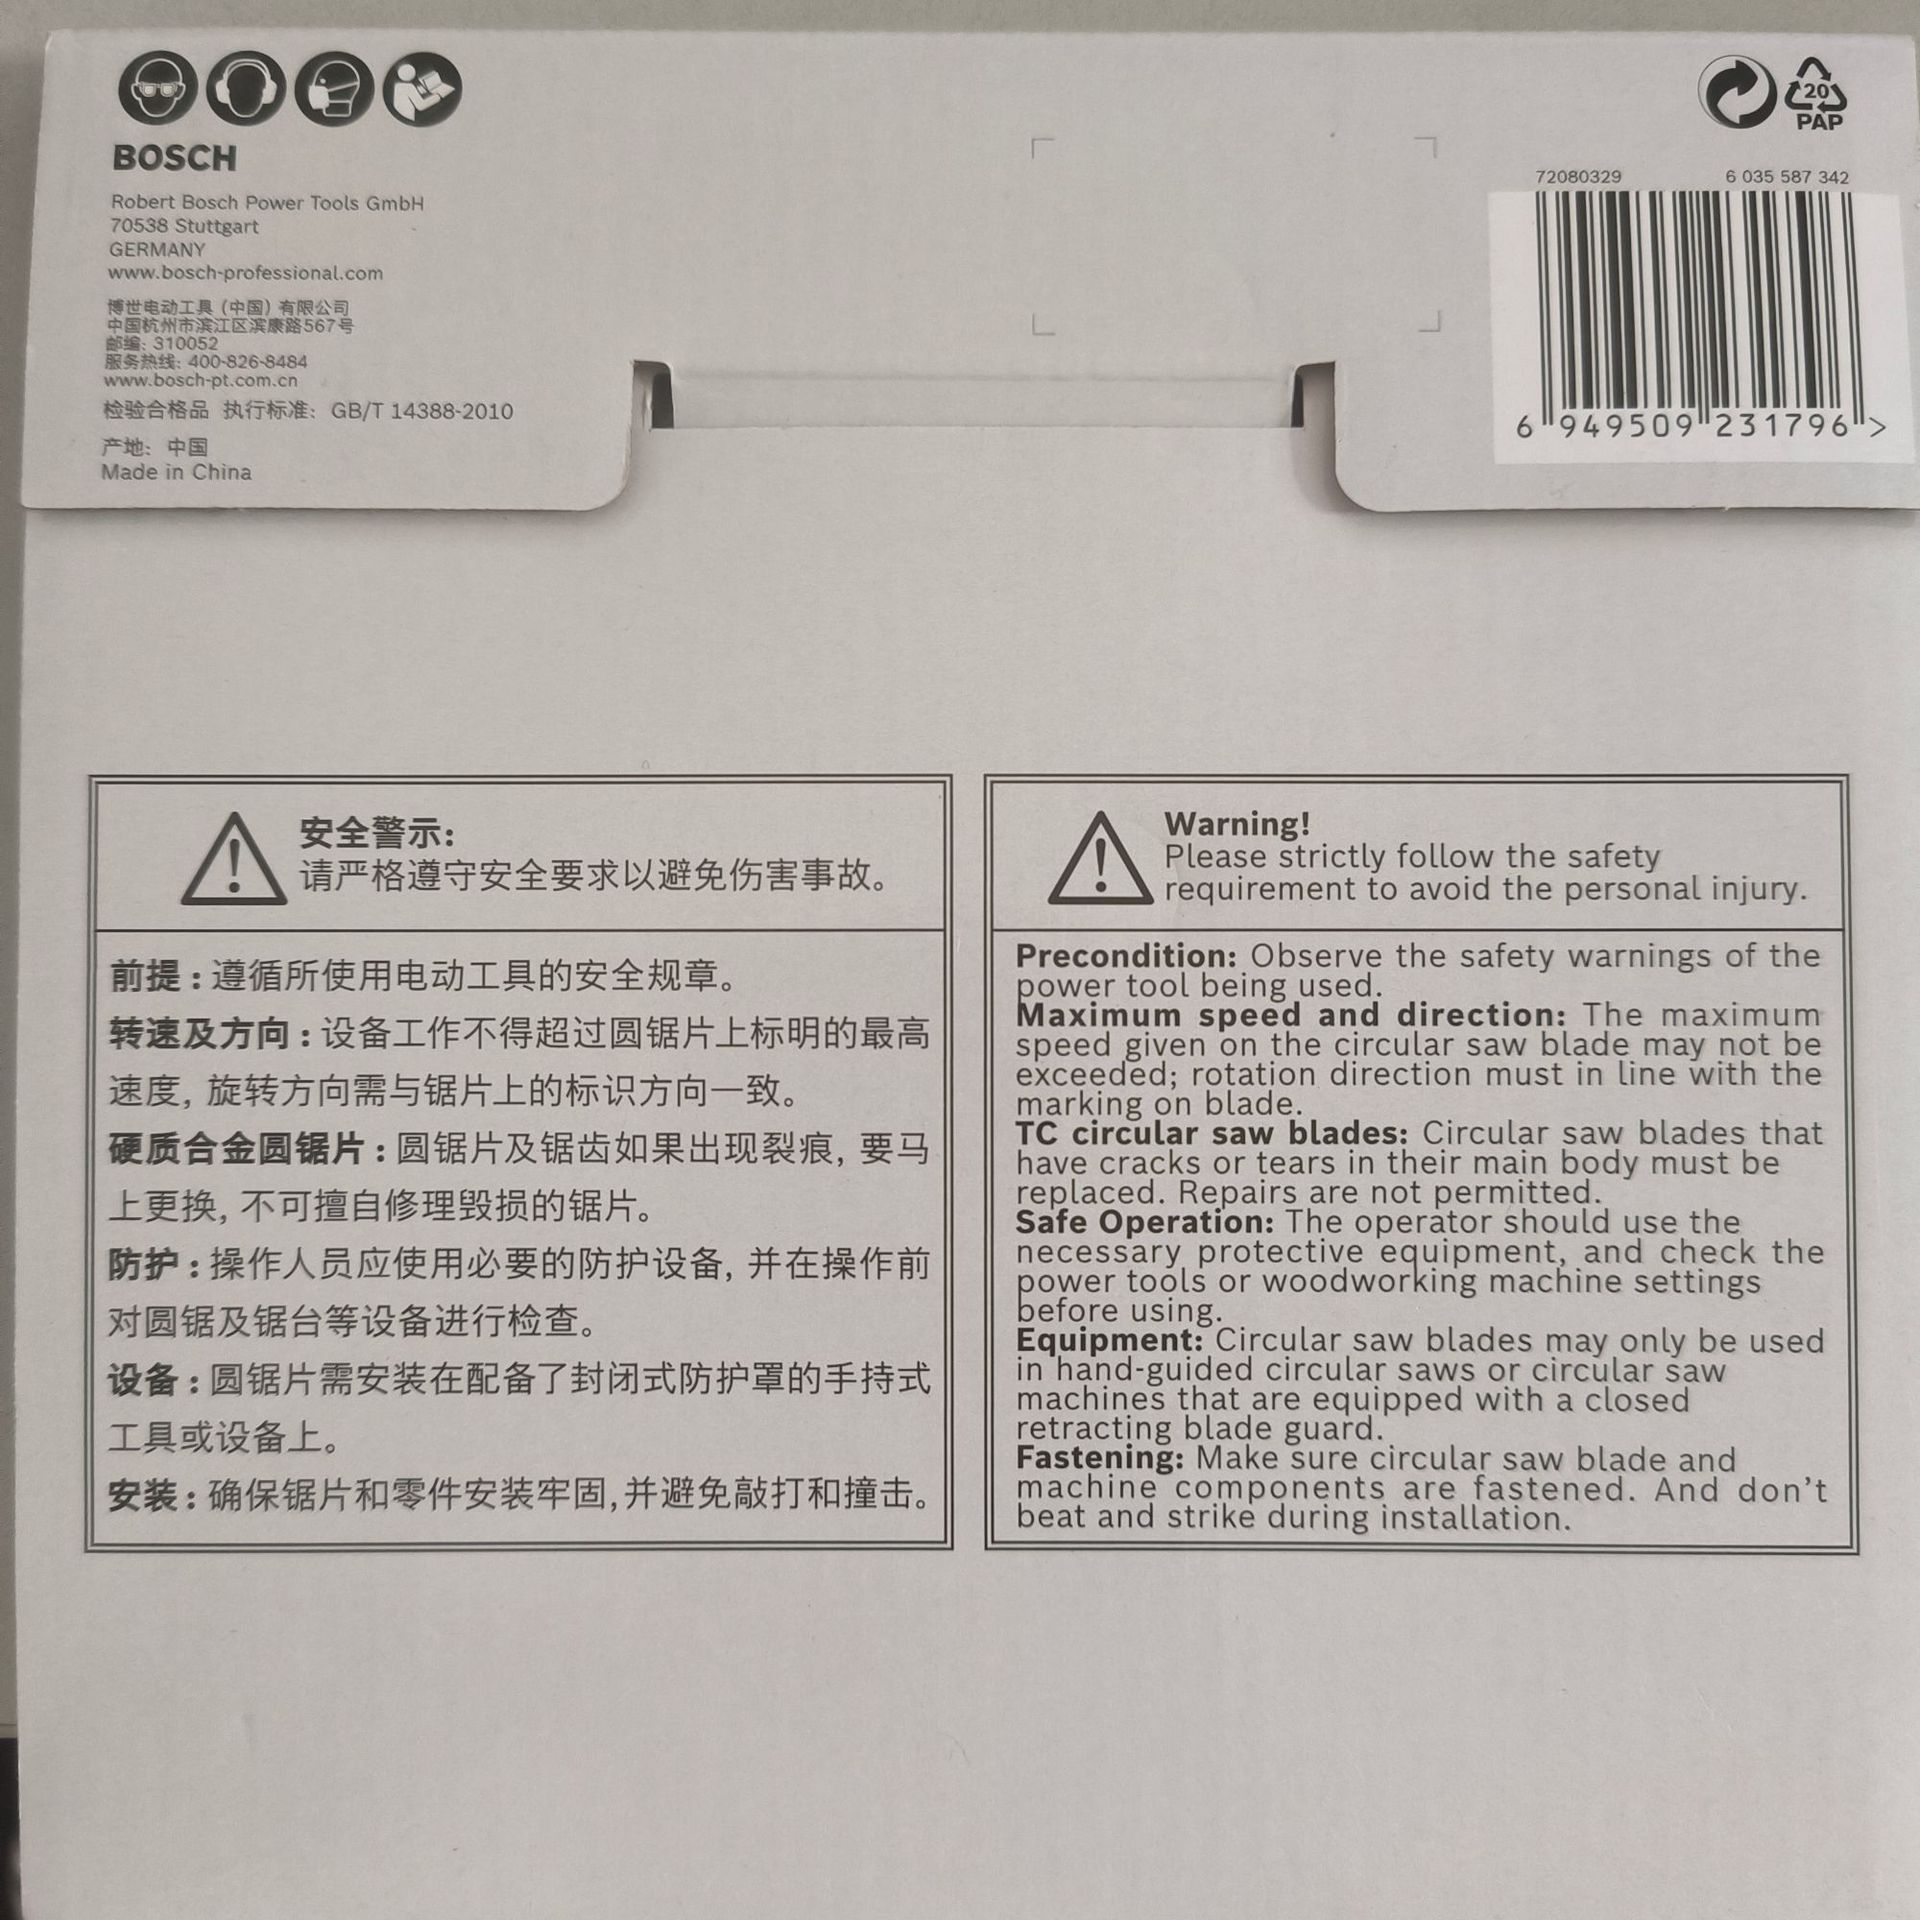 BOSCH
Robert Bosch Power Tools GmbH
70538 Stuttgart
GERMANY
www.bosch-professional.com
博世电动工具（中国）有限公司
中国杭州市滨江区滨康路567号
邮编: 310052
服务热线: 400-826-8484
www.bosch-pt.com.cn
检验合格品 执行标准: GB/T 14388-2010
产地: 中国
Made in China
20
PAP
72080329 6 035 587 342
6 949509 231796 >
安全警示:
请严格遵守安全要求以避免伤害事故。
前提: 遵循所使用电动工具的安全规章。
转速及方向: 设备工作不得超过圆锯片上标明的最高
速度, 旋转方向需与锯片上的标识方向一致。
硬质合金圆锯片: 圆锯片及锯齿如果出现裂痕, 要马
上更换, 不可擅自修理毁损的锯片。
防护: 操作人员应使用必要的防护设备, 并在操作前
对圆锯及锯台等设备进行检查。
设备: 圆锯片需安装在配备了封闭式防护罩的手持式
工具或设备上。
安装: 确保锯片和零件安装牢固, 并避免敲打和撞击。
Warning!
Please strictly follow the safety
requirement to avoid the personal injury.
Precondition: Observe the safety warnings of the
power tool being used.
Maximum speed and direction: The maximum
speed given on the circular saw blade may not be
exceeded; rotation direction must in line with the
marking on blade.
TC circular saw blades: Circular saw blades that
have cracks or tears in their main body must be
replaced. Repairs are not permitted.
Safe Operation: The operator should use the
necessary protective equipment, and check the
power tools or woodworking machine settings
before using.
Equipment: Circular saw blades may only be used
in hand-guided circular saws or circular saw
machines that are equipped with a closed
retracting blade guard.
Fastening: Make sure circular saw blade and
machine components are fastened. And don't
beat and strike during installation.